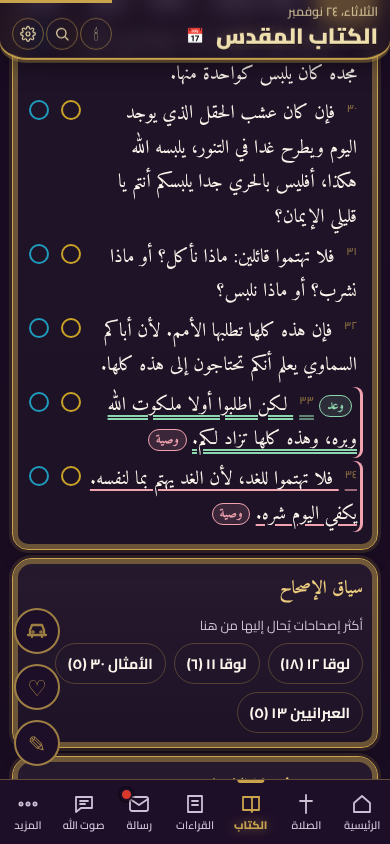 الثلاثاء، ٢٤ نوفمبر
الكتاب المقدس 📅
مجده كان يلبس كواحدة منها.
٣٠ فإن كان عشب الحقل الذي يوجد
اليوم ويطرح غدا في التنور، يلبسه الله
هكذا، أفليس بالحري جدا يلبسكم أنتم يا
قليلي الإيمان؟
٣١ فلا تهتموا قائلين: ماذا نأكل؟ أو ماذا
نشرب؟ أو ماذا نلبس؟
٣٢ فإن هذه كلها تطلبها الأمم. لأن أباكم
السماوي يعلم أنكم تحتاجون إلى هذه كلها.
وعد ٣٣ لكن اطلبوا أولا ملكوت الله
وبره، وهذه كلها تزاد لكم. وصية
٣٤ فلا تهتموا للغد، لأن الغد يهتم بما لنفسه.
يكفي اليوم شره. وصية
سياق الإصحاح
أكثر إصحاحات يُحال إليها من هنا
لوقا ١٢ (١٨)
لوقا ١١ (٦)
الأمثال ٣٠ (٥)
العبرانيين ١٣ (٥)
الرئيسية
الصلاة
الكتاب
القراءات
رسالة
صوت الله
المزيد